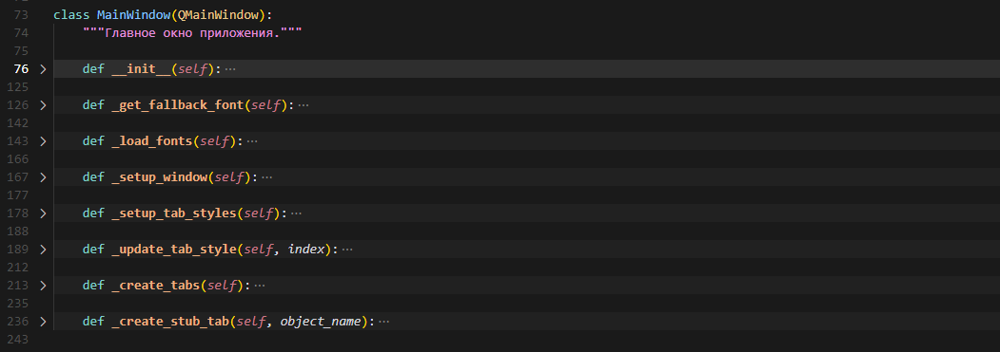 73 class MainWindow(QMainWindow):
74 """Главное окно приложения."""
75
76 > def __init__(self): ···
125
126 > def _get_fallback_font(self): ···
142
143 > def _load_fonts(self): ···
166
167 > def _setup_window(self): ···
177
178 > def _setup_tab_styles(self): ···
188
189 > def _update_tab_style(self, index): ···
212
213 > def _create_tabs(self): ···
235
236 > def _create_stub_tab(self, object_name): ···
243